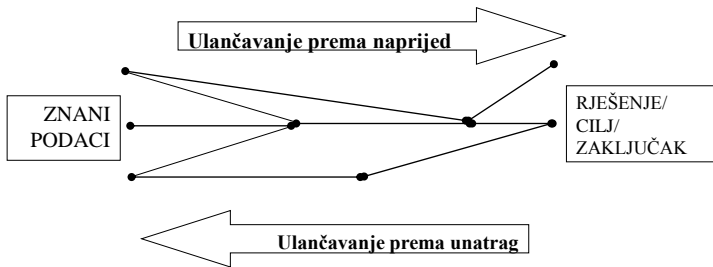 Ulančavanje prema naprijed
ZNANI
PODACI
RJEŠENJE/
CILJ/
ZAKLJUČAK
Ulančavanje prema unatrag